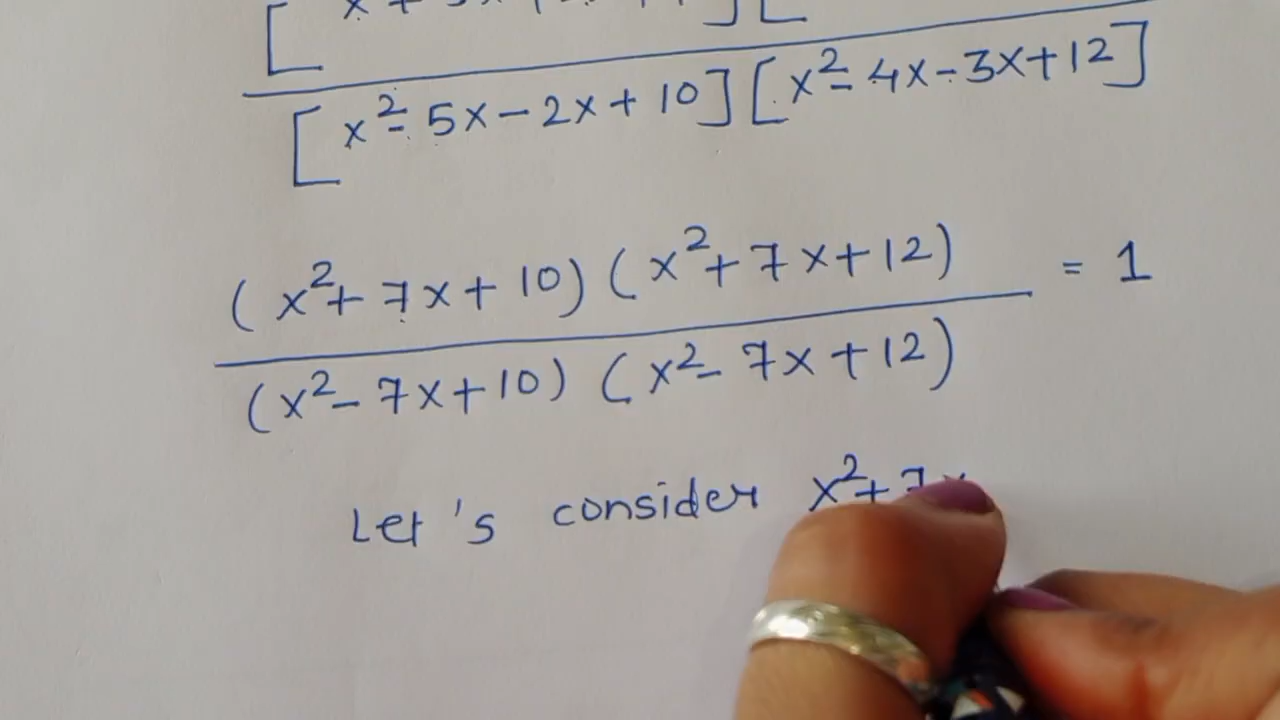 [x²- 5x-2x+10][x²-4x-3x+12]
(x²+7x+10)(x²+7x+12) = 1
(x²-7x+10)(x²-7x+12)
Let's consider x²+7x